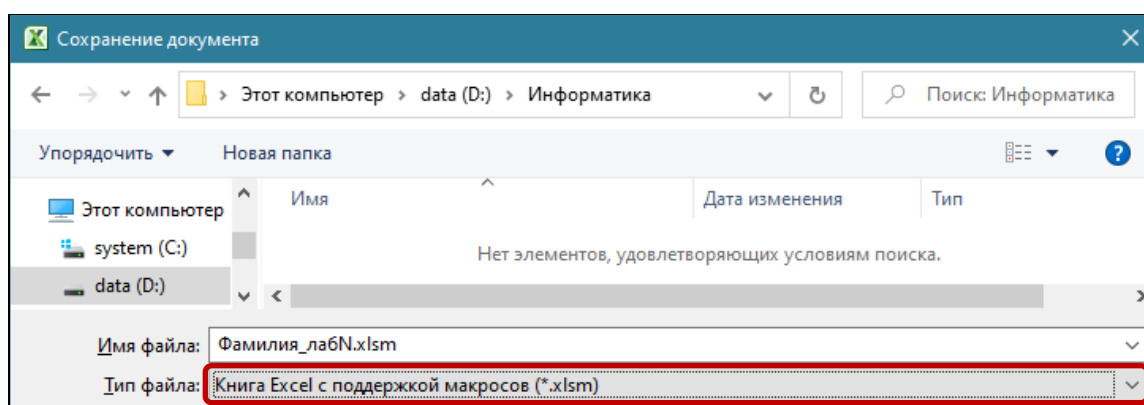 Сохранение документа
Этот компьютер > data (D:) > Информатика
Поиск: Информатика
Упорядочить Новая папка
Имя Дата изменения Тип
Этот компьютер
system (C:)
data (D:)
Нет элементов, удовлетворяющих условиям поиска.
Имя файла: Фамилия_лабN.xlsm
Тип файла: Книга Excel с поддержкой макросов (*.xlsm)